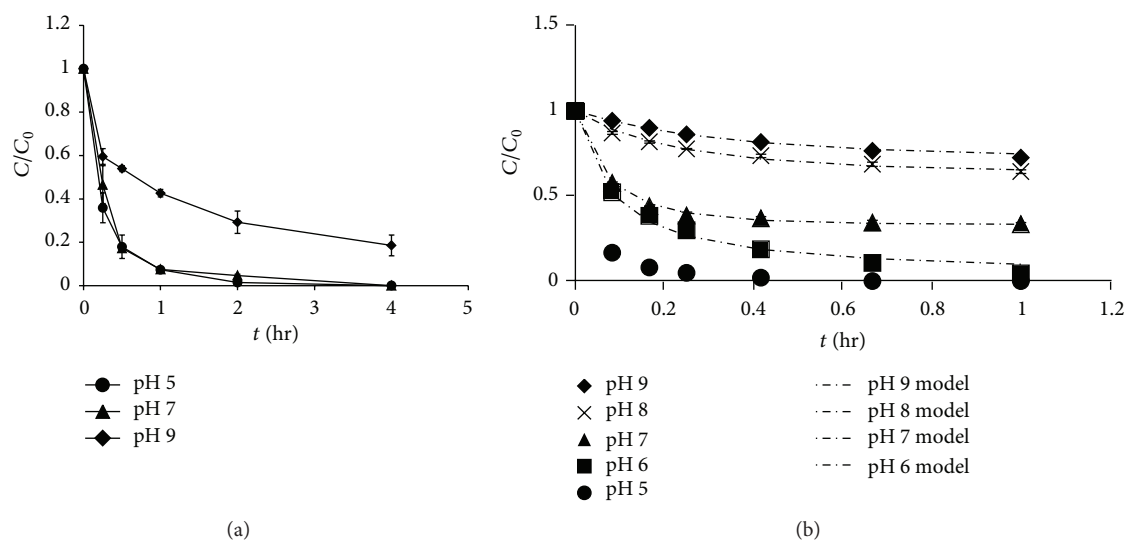 1.2
1
0.8
0.6
0.4
0.2
0
C/C₀
0 1 2 3 4 5
t (hr)
pH 5
pH 7
pH 9
(a)
1.5
1
0.5
0
C/C₀
0 0.2 0.4 0.6 0.8 1 1.2
t (hr)
pH 9
pH 8
pH 7
pH 6
pH 5
pH 9 model
pH 8 model
pH 7 model
pH 6 model
(b)